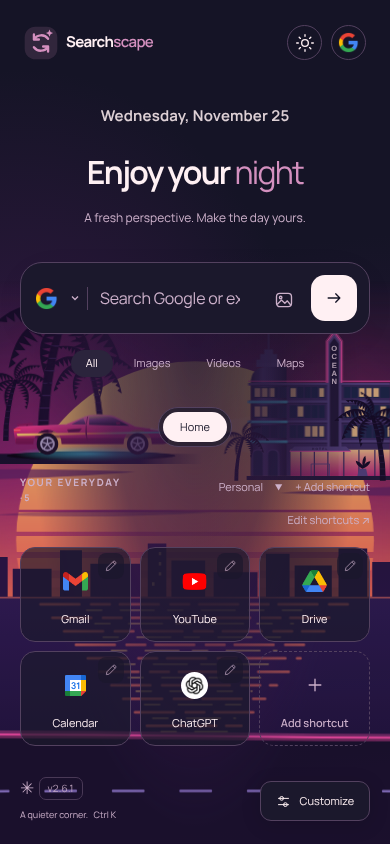 Searchscape
Wednesday, November 25
Enjoy your night
A fresh perspective. Make the day yours.
Search Google or
All Images Videos Maps
OCEAN
Home
YOUR EVERYDAY
5
Personal + Add shortcut
Edit shortcuts
Gmail YouTube Drive
31
Calendar ChatGPT Add shortcut
v2.6.1
A quieter corner. Ctrl K
Customize